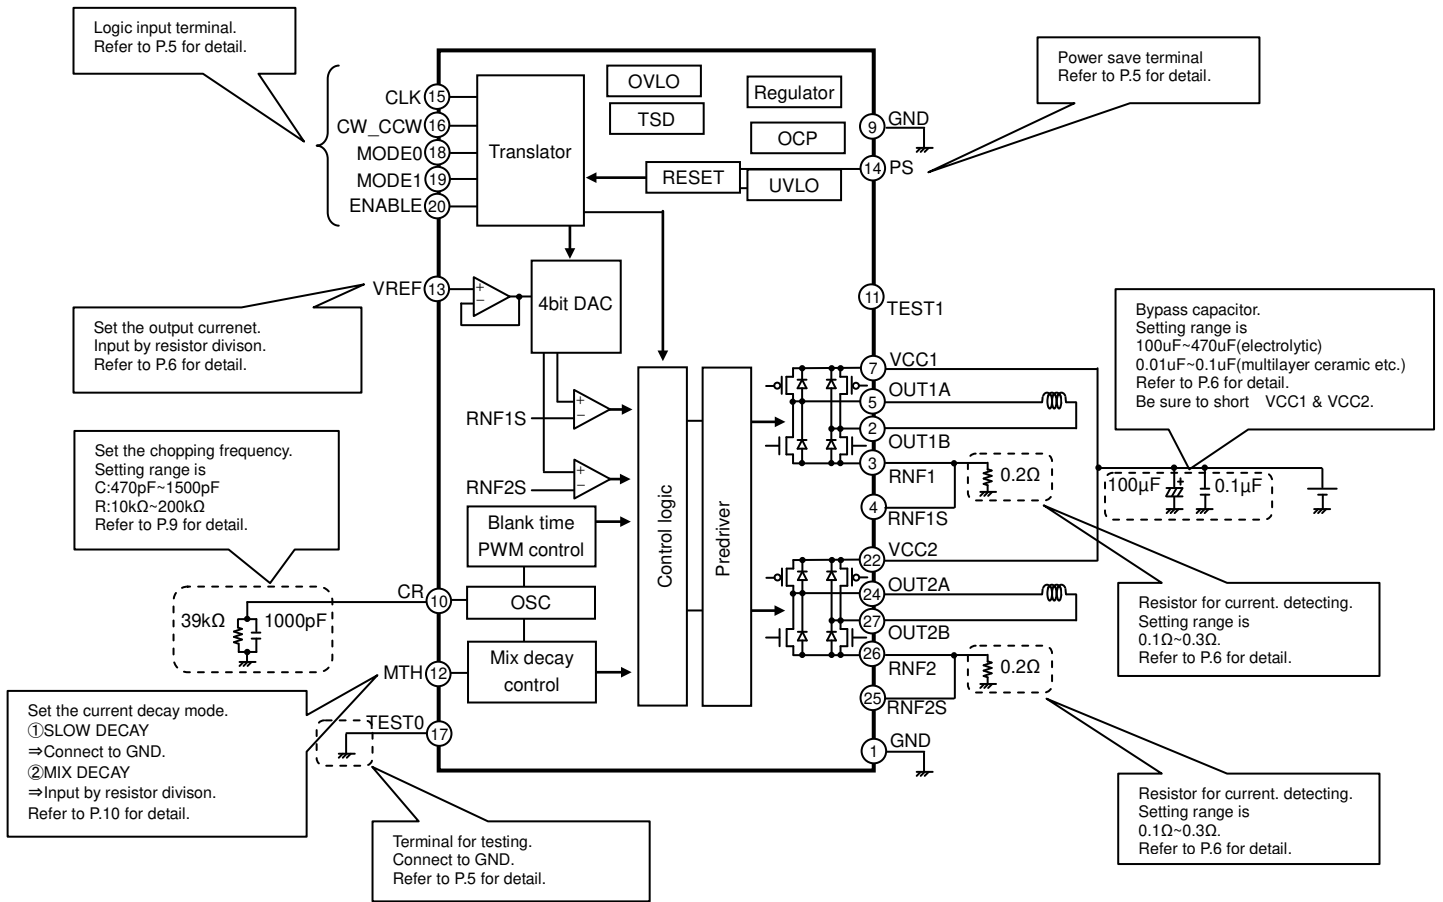 Logic input terminal.
Refer to P.5 for detail.
Power save terminal
Refer to P.5 for detail.
CLK 15
CW_CCW 16
MODE0 18
MODE1 19
ENABLE 20
Translator
OVLO
TSD
Regulator
OCP
RESET
UVLO
9 GND
14 PS
VREF 13
+
−
4bit DAC
11
TEST1
Set the output currenet.
Input by resistor divison.
Refer to P.6 for detail.
Bypass capacitor.
Setting range is
100uF~470uF(electrolytic)
0.01uF~0.1uF(multilayer ceramic etc.)
Refer to P.6 for detail.
Be sure to short VCC1 & VCC2.
7 VCC1
5 OUT1A
2
OUT1B
3
RNF1
4
RNF1S
0.2Ω
100µF
+
0.1µF
RNF1S
+
−
RNF2S
+
−
Control logic
Predriver
Set the chopping frequency.
Setting range is
C:470pF~1500pF
R:10kΩ~200kΩ
Refer to P.9 for detail.
Blank time
PWM control
OSC
Mix decay
control
CR
10
39kΩ
1000pF
MTH 12
TEST0
17
22 VCC2
24 OUT2A
27
OUT2B
26
RNF2
25
RNF2S
0.2Ω
1 GND
Resistor for current. detecting.
Setting range is
0.1Ω~0.3Ω.
Refer to P.6 for detail.
Set the current decay mode.
①SLOW DECAY
⇒Connect to GND.
②MIX DECAY
⇒Input by resistor divison.
Refer to P.10 for detail.
Terminal for testing.
Connect to GND.
Refer to P.5 for detail.
Resistor for current. detecting.
Setting range is
0.1Ω~0.3Ω.
Refer to P.6 for detail.